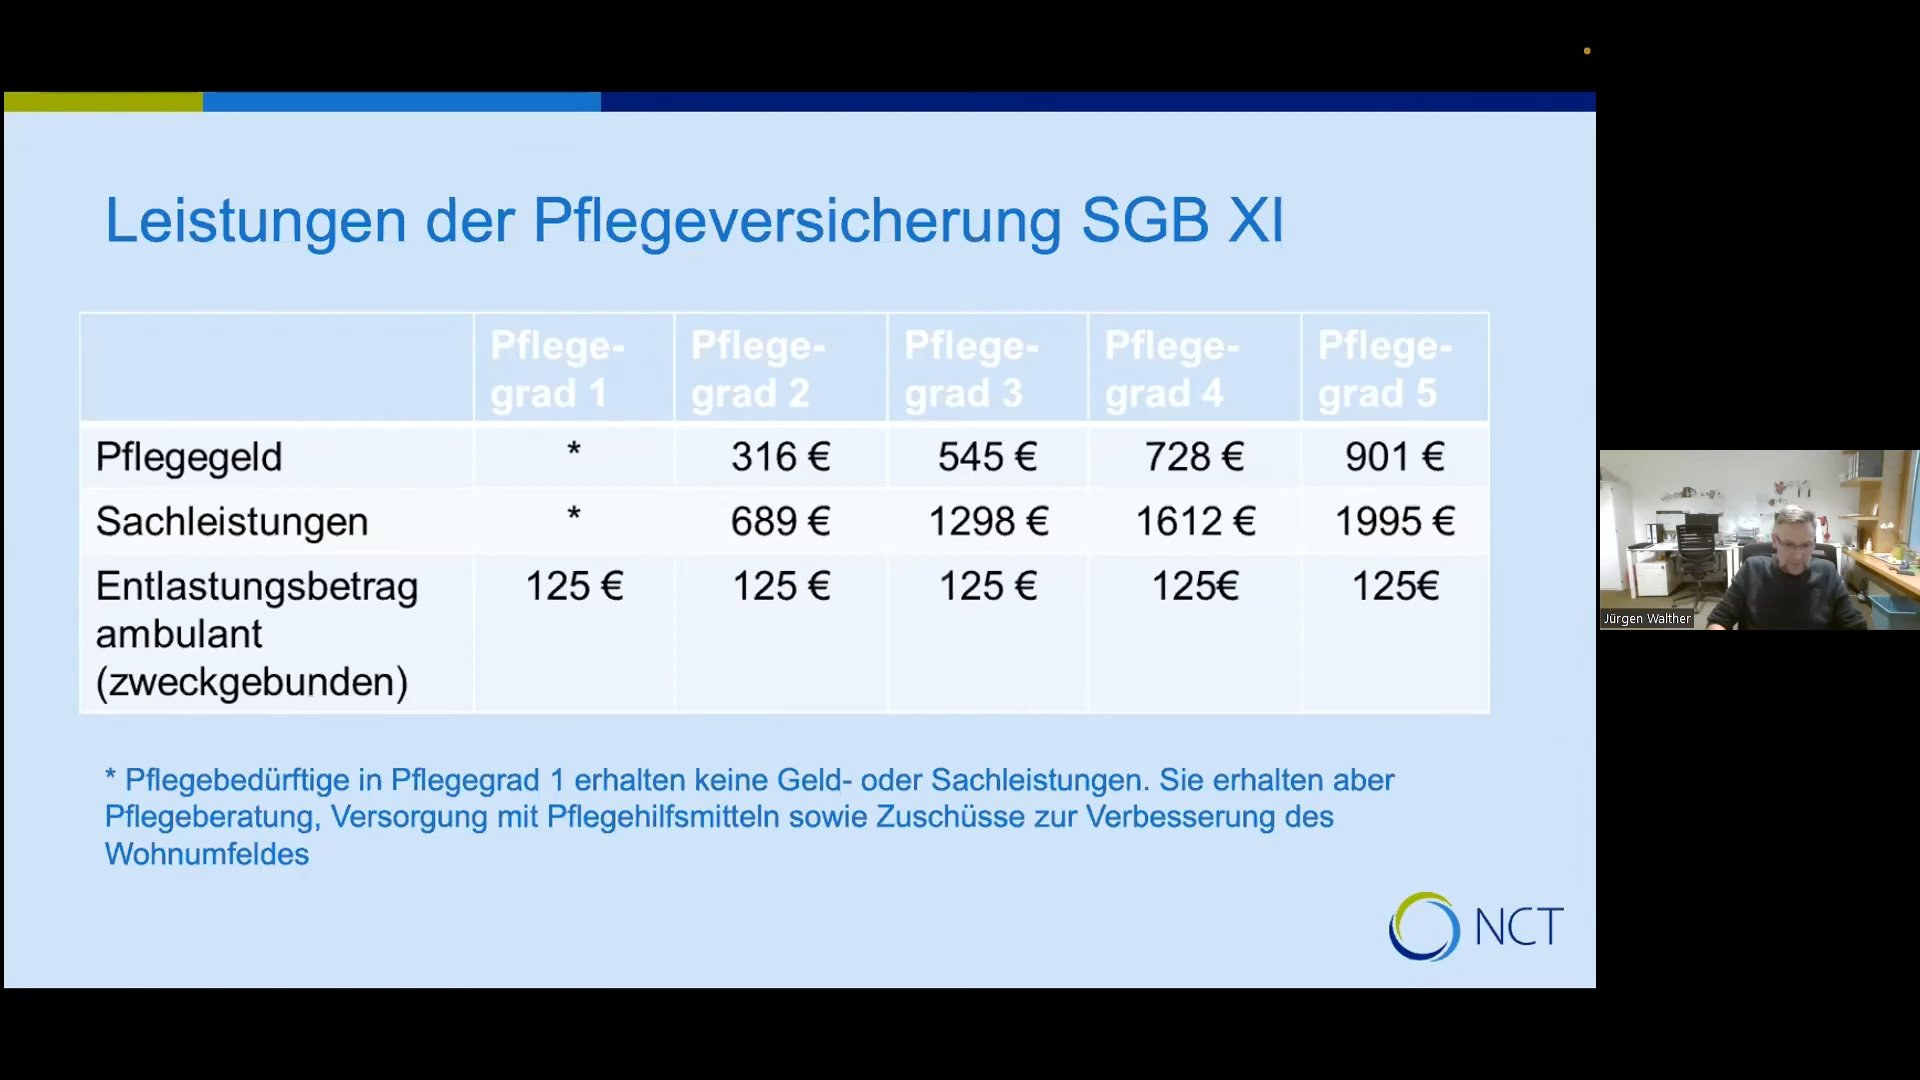 Leistungen der Pflegeversicherung SGB XI
Pflege- Pflege- Pflege- Pflege- Pflege-
grad 1 grad 2 grad 3 grad 4 grad 5
Pflegegeld * 316 € 545 € 728 € 901 €
Sachleistungen * 689 € 1298 € 1612 € 1995 €
Entlastungsbetrag 125 € 125 € 125 € 125€ 125€
ambulant
(zweckgebunden)
* Pflegebedürftige in Pflegegrad 1 erhalten keine Geld- oder Sachleistungen. Sie erhalten aber
Pflegeberatung, Versorgung mit Pflegehilfsmitteln sowie Zuschüsse zur Verbesserung des
Wohnumfeldes
NCT
Jürgen Walther